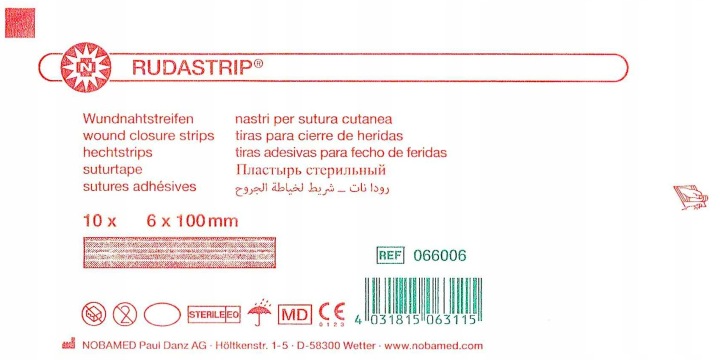 N
RUDASTRIP®
Wundnahtstreifen
wound closure strips
hechtstrips
suturtape
sutures adhésives
nastri per sutura cutanea
tiras para cierre de heridas
tiras adesivas para fecho de feridas
Пластырь стерильный
رودا نات – شريط لخياطة الجروح
10 x 6 x 100 mm
REF 066006
2
STERILE EO
MD
CE
0123
4 031815 063115
NOBAMED Paul Danz AG · Höltkenstr. 1-5 · D-58300 Wetter · www.nobamed.com